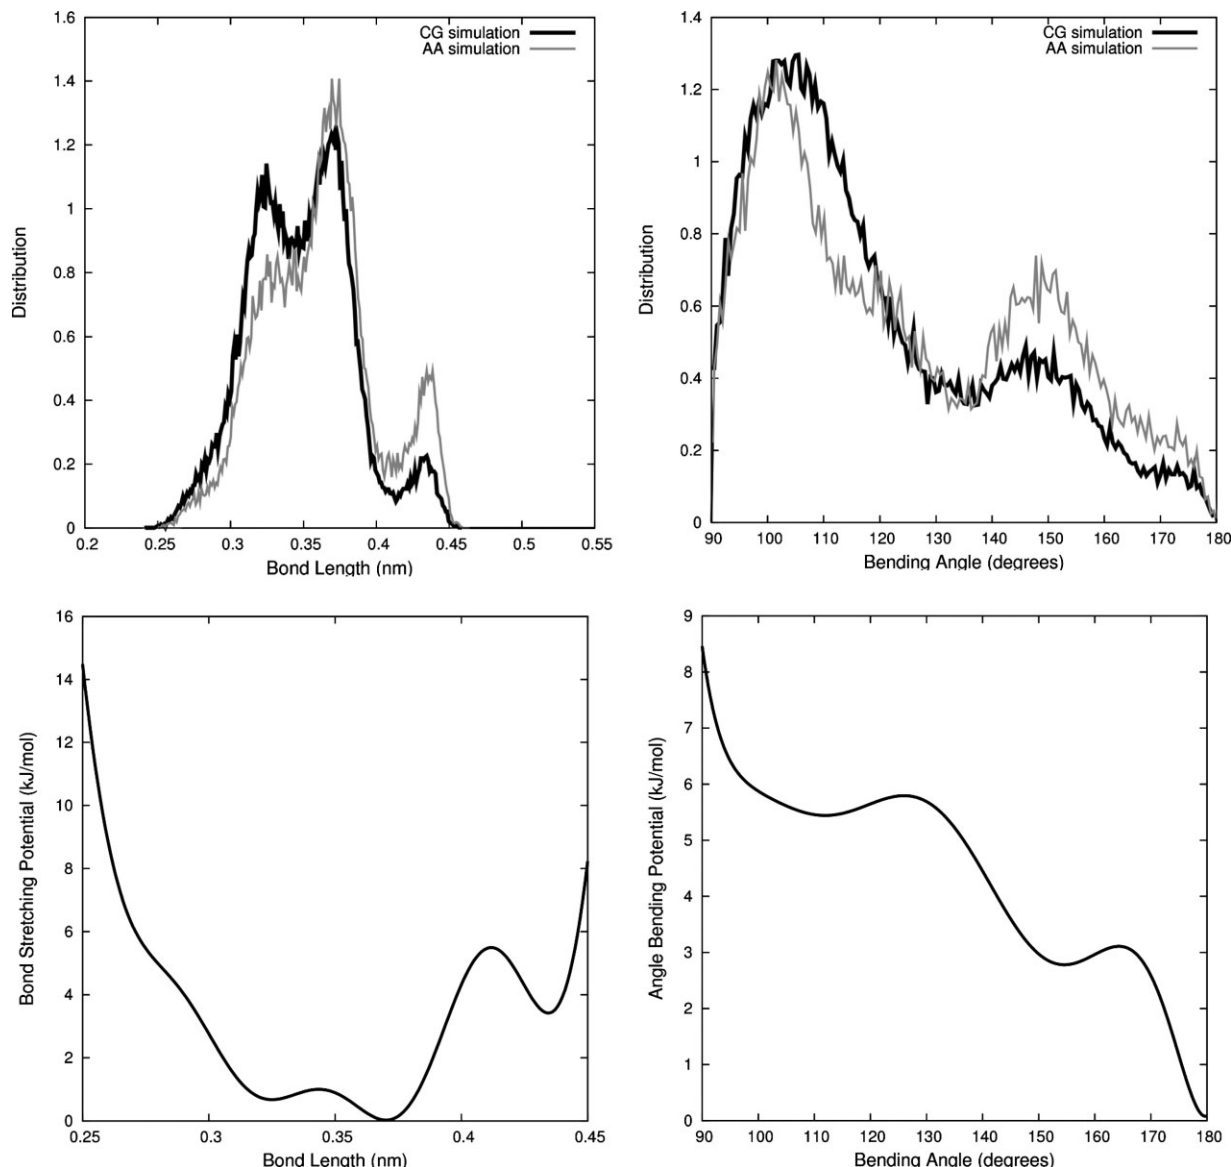 1.6
1.4
1.2
1
0.8
0.6
0.4
0.2
0
0.2 0.25 0.3 0.35 0.4 0.45 0.5 0.55
Distribution
Bond Length (nm)
CG simulation
AA simulation
1.4
1.2
1
0.8
0.6
0.4
0.2
0
90 100 110 120 130 140 150 160 170 180
Distribution
Bending Angle (degrees)
CG simulation
AA simulation
16
14
12
10
8
6
4
2
0
0.25 0.3 0.35 0.4 0.45
Bond Stretching Potential (kJ/mol)
Bond Length (nm)
9
8
7
6
5
4
3
2
1
0
90 100 110 120 130 140 150 160 170 180
Angle Bending Potential (kJ/mol)
Bending Angle (degrees)